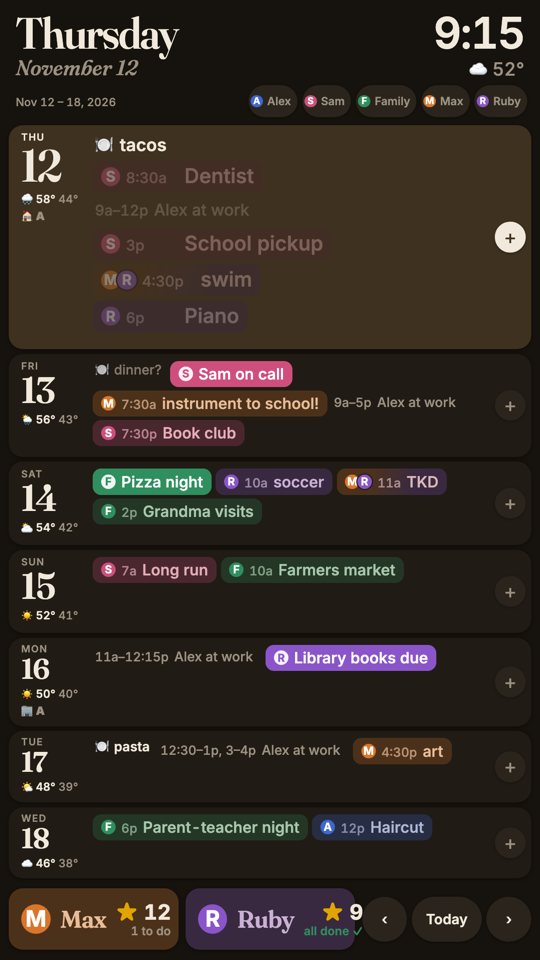 Thursday
November 12
9:15
52°
Nov 12 – 18, 2026
A Alex S Sam F Family M Max R Ruby
THU
12
58° 44°
A
tacos
S 8:30a Dentist
9a–12p Alex at work
S 3p School pickup
M R 4:30p swim
R 6p Piano
+
FRI
13
56° 43°
dinner? S Sam on call
M 7:30a instrument to school! 9a–5p Alex at work
S 7:30p Book club
+
SAT
14
54° 42°
F Pizza night R 10a soccer M R 11a TKD
F 2p Grandma visits
+
SUN
15
52° 41°
S 7a Long run F 10a Farmers market
+
MON
16
50° 40°
A
11a–12:15p Alex at work R Library books due
+
TUE
17
48° 39°
pasta 12:30–1p, 3–4p Alex at work M 4:30p art
+
WED
18
46° 38°
F 6p Parent-teacher night A 12p Haircut
+
M Max 12
1 to do
R Ruby 9
all done ✓
‹ Today ›